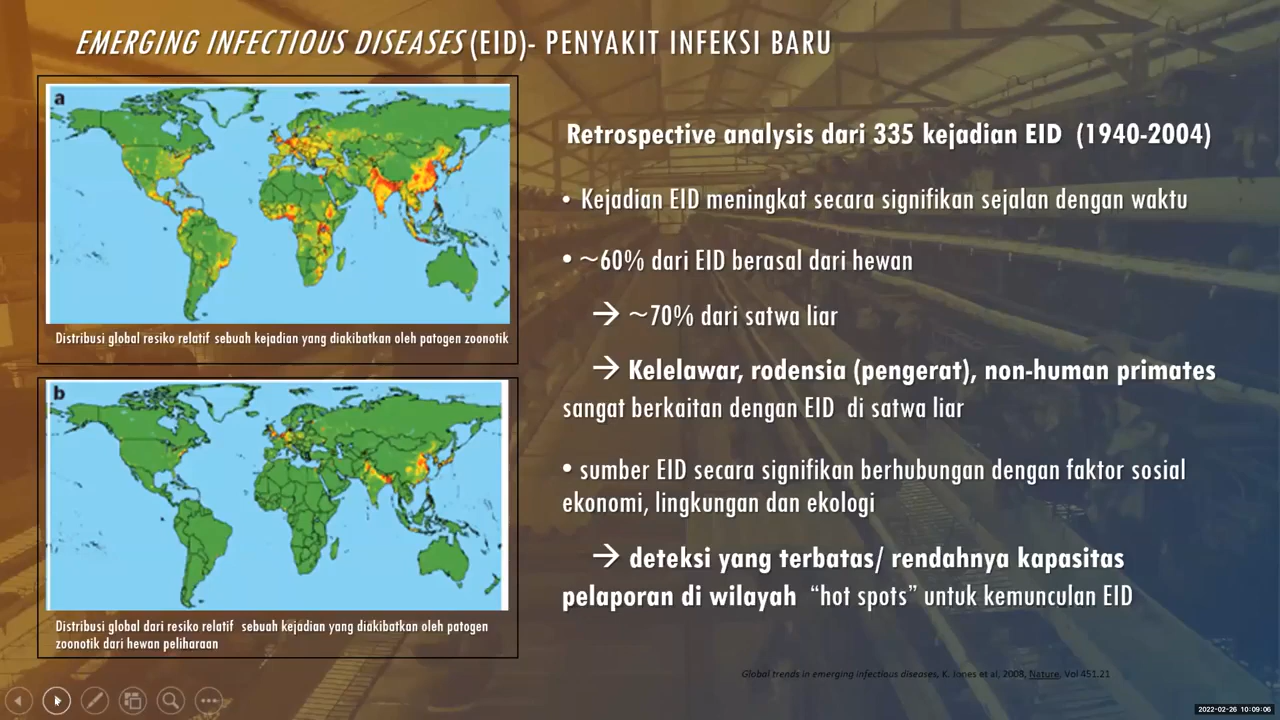 EMERGING INFECTIOUS DISEASES (EID)- PENYAKIT INFEKSI BARU
a
Distribusi global resiko relatif sebuah kejadian yang diakibatkan oleh patogen zoonotik
b
Distribusi global dari resiko relatif sebuah kejadian yang diakibatkan oleh patogen
zoonotik dari hewan peliharaan
Retrospective analysis dari 335 kejadian EID (1940-2004)
• Kejadian EID meningkat secara signifikan sejalan dengan waktu
• ~60% dari EID berasal dari hewan
→ ~70% dari satwa liar
→ Kelelawar, rodensia (pengerat), non-human primates
sangat berkaitan dengan EID di satwa liar
• sumber EID secara signifikan berhubungan dengan faktor sosial
ekonomi, lingkungan dan ekologi
→ deteksi yang terbatas/ rendahnya kapasitas
pelaporan di wilayah “hot spots” untuk kemunculan EID
Global trends in emerging infectious diseases, K. Jones et al, 2008, Nature, Vol 451.21
2022-02-26 10:09:06